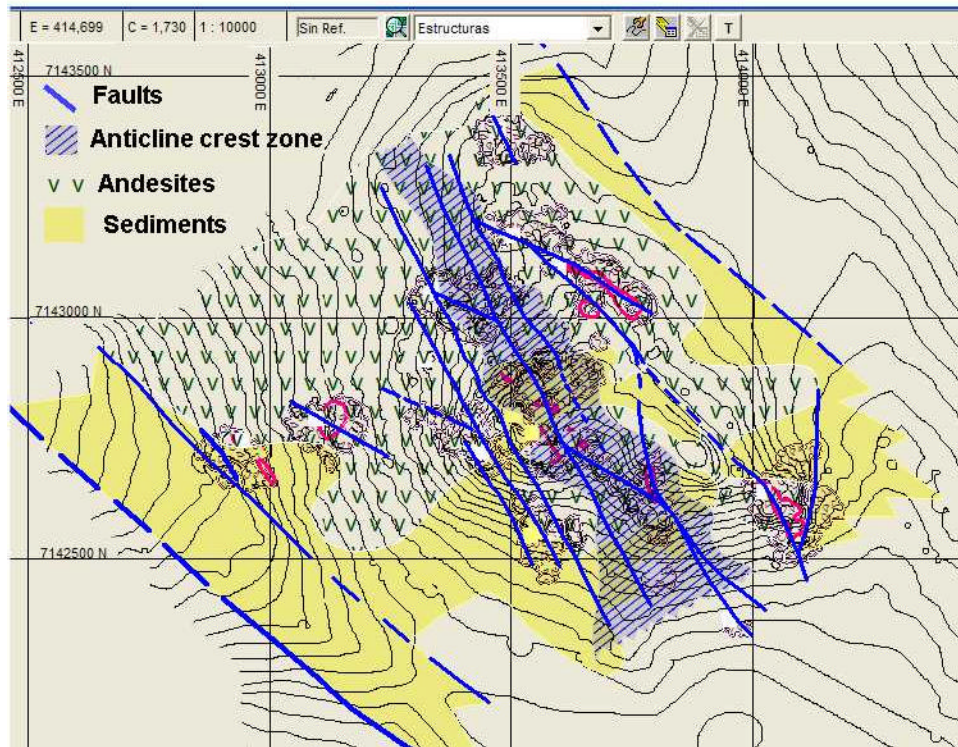 E = 414,699 C = 1,730 1 : 10000 Sin Ref. Estructuras T
412500 E 413000 E 413500 E 414000 E
7143500 N
Faults
Anticline crest zone
v v Andesites
Sediments
7143000 N
7142500 N